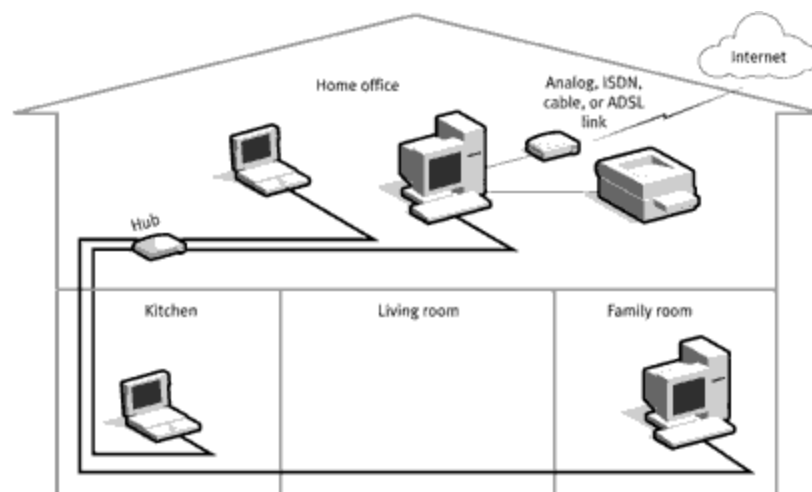 Internet
Home office
Analog, ISDN,
cable, or ADSL
link
Hub
Kitchen
Living room
Family room